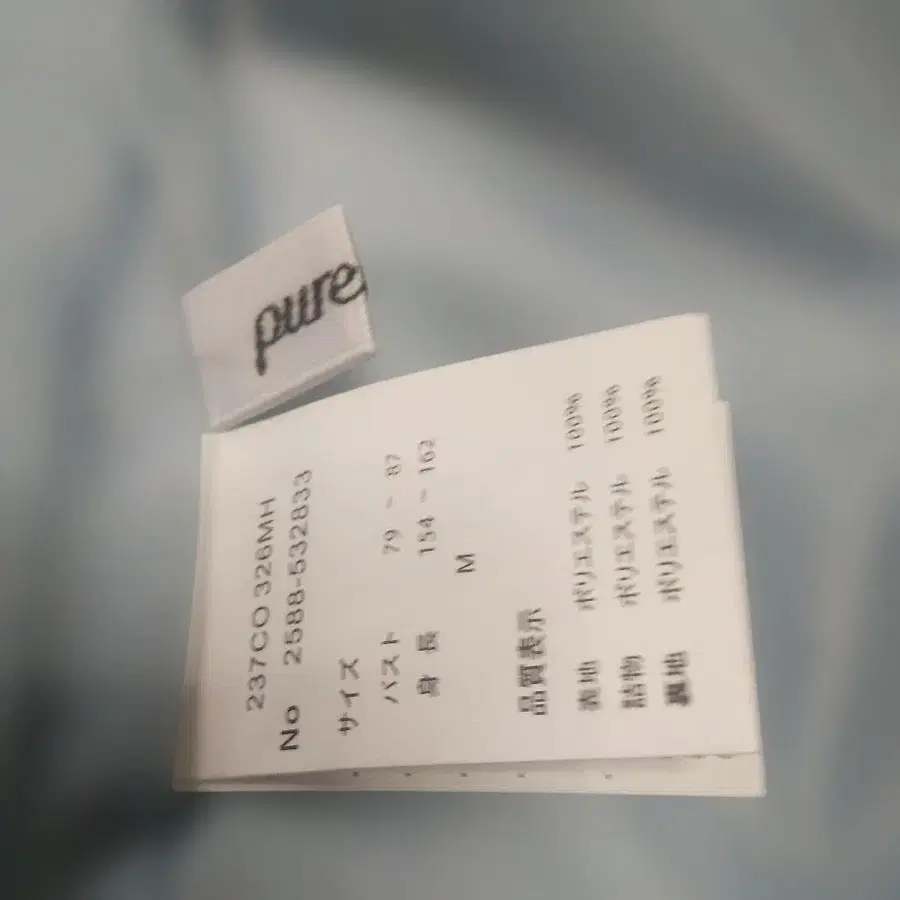 pure
237CO 326MH
No 2588-532833
サイズ
バスト 79 - 87
身長 154 - 162
M
品質表示
表地 ポリエステル 100%
詰物 ポリエステル 100%
裏地 ポリエステル 100%